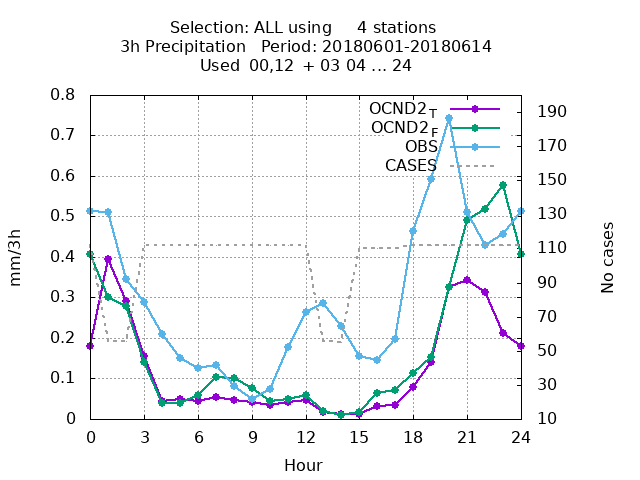 Selection: ALL using     4 stations
3h Precipitation   Period: 20180601-20180614
Used  00,12  + 03 04 ... 24
0.8
0.7
0.6
0.5
0.4
0.3
0.2
0.1
0
mm/3h
OCND2_T
OCND2_F
OBS
CASES
190
170
150
130
110
90
70
50
30
10
No cases
0 3 6 9 12 15 18 21 24
Hour